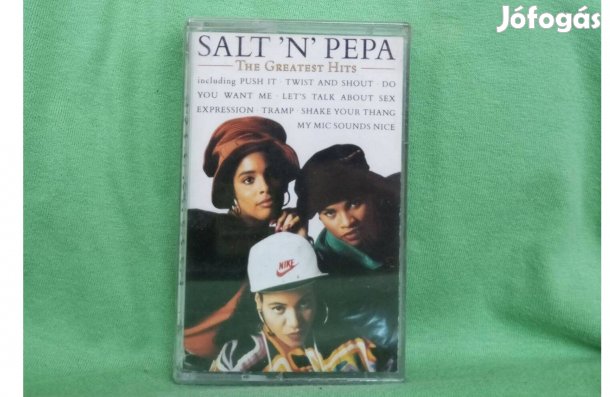 Jófogás
SALT 'N' PEPA
THE GREATEST HITS
including PUSH IT · TWIST AND SHOUT · DO
YOU WANT ME · LET'S TALK ABOUT SEX
EXPRESSION · TRAMP · SHAKE YOUR THANG
MY MIC SOUNDS NICE
NIKE